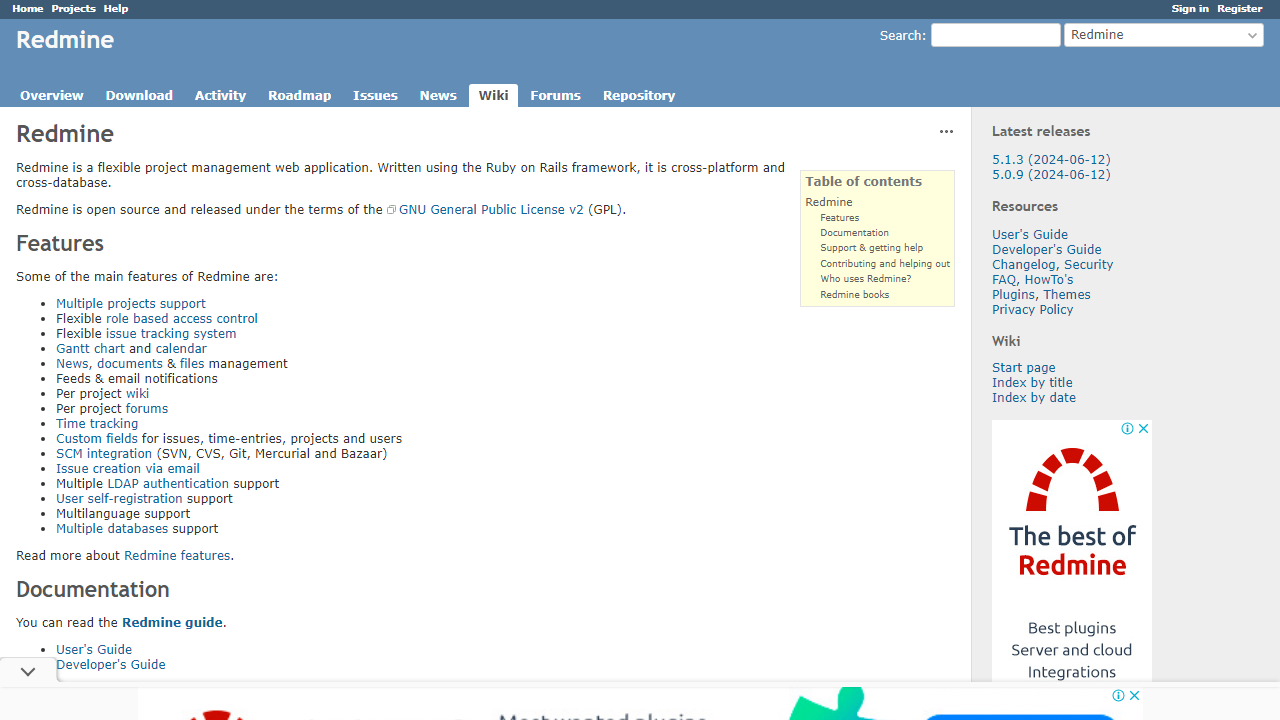 Home Projects Help Sign in Register
Redmine
Search: Redmine
Overview Download Activity Roadmap Issues News Wiki Forums Repository
Redmine
Redmine is a flexible project management web application. Written using the Ruby on Rails framework, it is cross-platform and
cross-database.
Redmine is open source and released under the terms of the GNU General Public License v2 (GPL).
Table of contents
Redmine
Features
Documentation
Support & getting help
Contributing and helping out
Who uses Redmine?
Redmine books
Features
Some of the main features of Redmine are:
• Multiple projects support
• Flexible role based access control
• Flexible issue tracking system
• Gantt chart and calendar
• News, documents & files management
• Feeds & email notifications
• Per project wiki
• Per project forums
• Time tracking
• Custom fields for issues, time-entries, projects and users
• SCM integration (SVN, CVS, Git, Mercurial and Bazaar)
• Issue creation via email
• Multiple LDAP authentication support
• User self-registration support
• Multilanguage support
• Multiple databases support
Read more about Redmine features.
Documentation
You can read the Redmine guide.
• User's Guide
Developer's Guide
Latest releases
5.1.3 (2024-06-12)
5.0.9 (2024-06-12)
Resources
User's Guide
Developer's Guide
Changelog, Security
FAQ, HowTo's
Plugins, Themes
Privacy Policy
Wiki
Start page
Index by title
Index by date
The best of
Redmine
Best plugins
Server and cloud
Integrations
Most wanted plugins